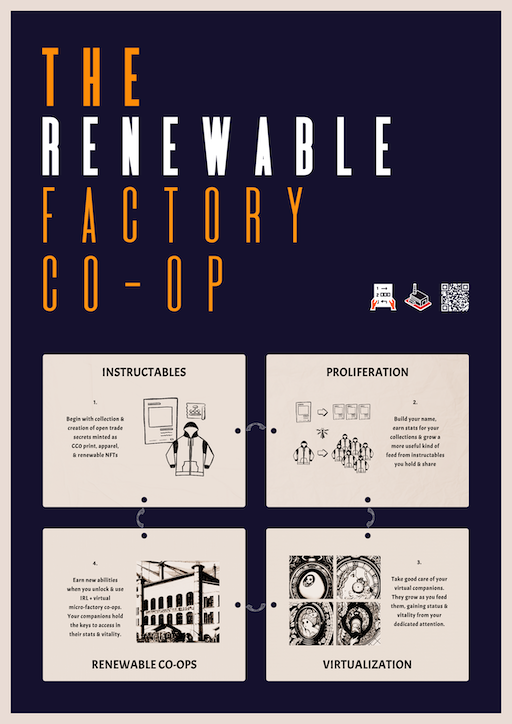 THE
RENEWABLE
FACTORY
CO-OP
INSTRUCTABLES
1.
Begin with collection &
creation of open trade
secrets minted as
CC0 print, apparel,
& renewable NFTs
PROLIFERATION
2.
Build your name,
earn stats for your
collections & grow a
more useful kind of
feed from instructables
you hold & share
4.
Earn new abilities
when you unlock & use
IRL + virtual
micro-factory co-ops.
Your companions hold
the keys to access in
their stats & vitality.
RENEWABLE CO-OPS
3.
Take good care of your
virtual companions.
They grow as you feed
them, gaining status &
vitality from your
dedicated attention.
VIRTUALIZATION